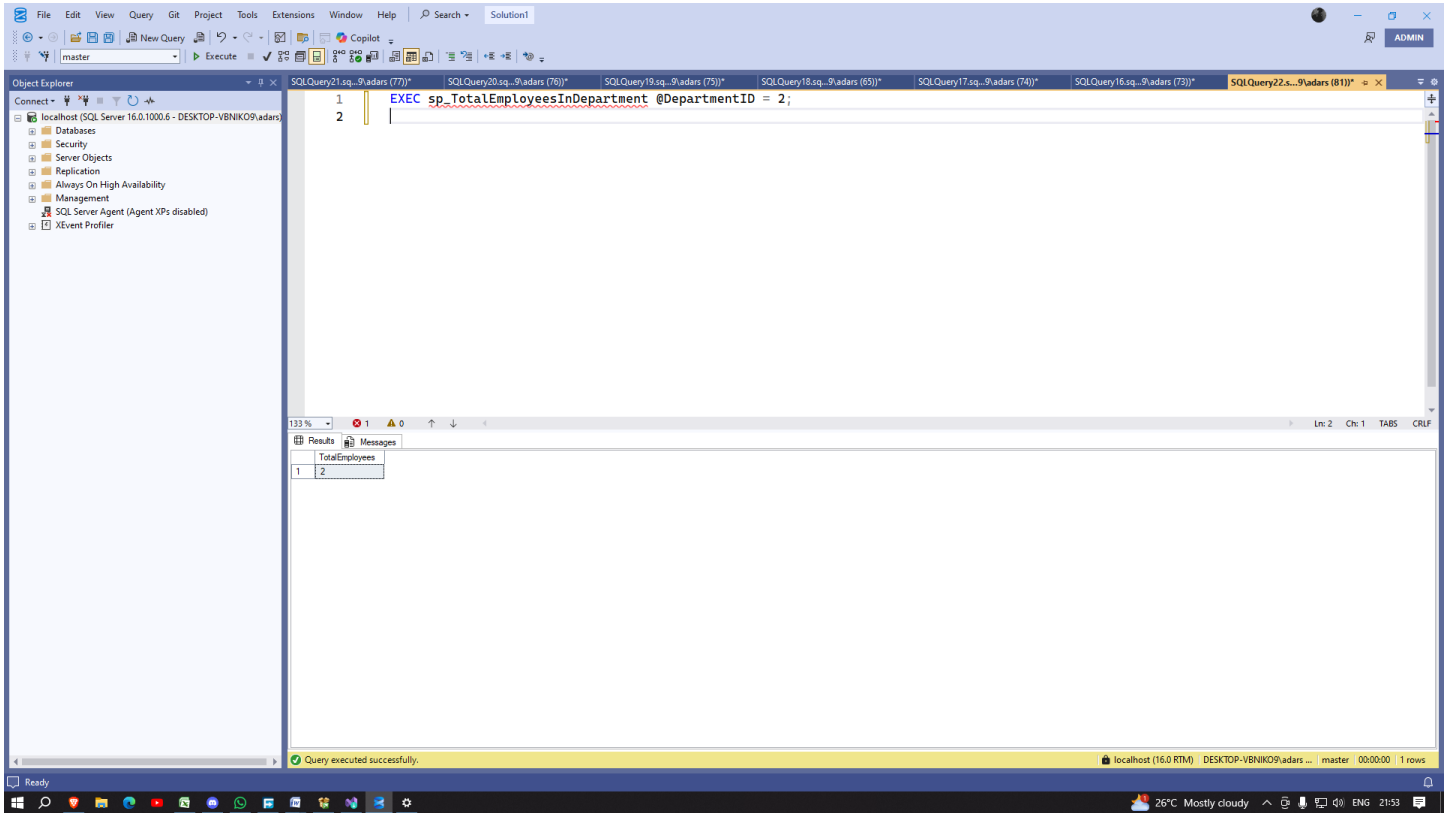 File Edit View Query Git Project Tools Extensions Window Help Search Solution1
New Query Copilot ADMIN
master Execute
Object Explorer
SQLQuery21.sq...9\adars (77))* SQLQuery20.sq...9\adars (76))* SQLQuery19.sq...9\adars (75))* SQLQuery18.sq...9\adars (65))* SQLQuery17.sq...9\adars (74))* SQLQuery16.sq...9\adars (73))* SQLQuery22.s...9\adars (81))*
Connect
localhost (SQL Server 16.0.1000.6 - DESKTOP-VBNIKO9\adars)
Databases
Security
Server Objects
Replication
Always On High Availability
Management
SQL Server Agent (Agent XPs disabled)
XEvent Profiler
1 EXEC sp_TotalEmployeesInDepartment @DepartmentID = 2;
2
133 % 1 0 Ln: 2 Ch: 1 TABS CRLF
Results Messages
TotalEmployees
1 2
Query executed successfully. localhost (16.0 RTM) DESKTOP-VBNIKO9\adars ... master 00:00:00 1 rows
Ready
26°C Mostly cloudy ENG 21:53